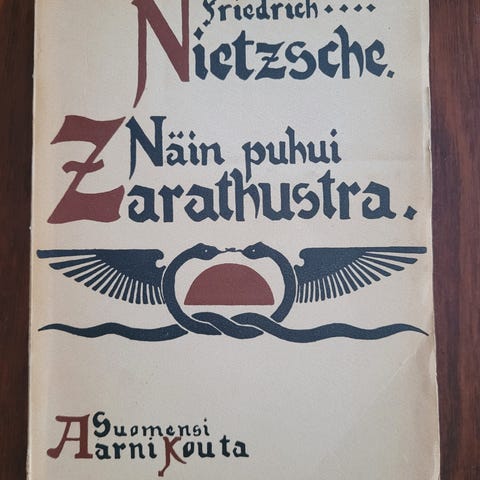 Friedrich....
Nietzsche.
Näin puhui
Zarathustra.
Suomensi
Aarni Kouta